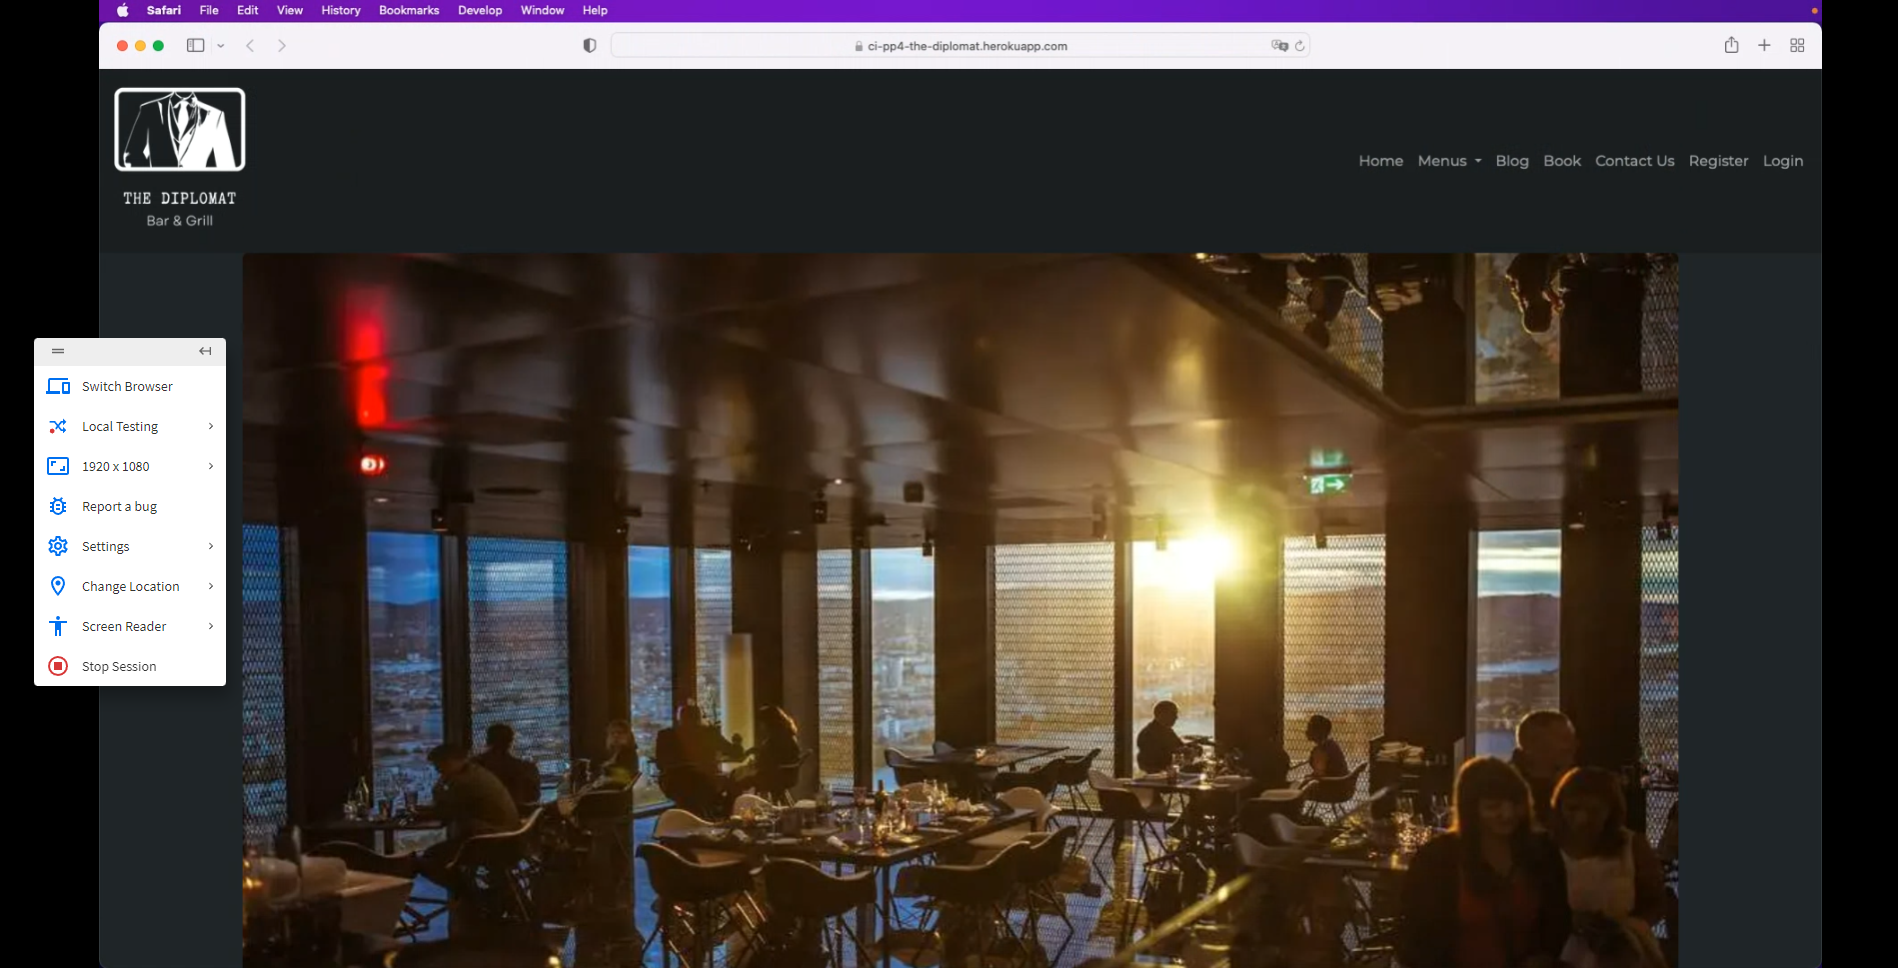 Safari File Edit View History Bookmarks Develop Window Help
ci-pp4-the-diplomat.herokuapp.com
THE DIPLOMAT
Bar & Grill
Home Menus Blog Book Contact Us Register Login
Switch Browser
Local Testing
1920 x 1080
Report a bug
Settings
Change Location
Screen Reader
Stop Session